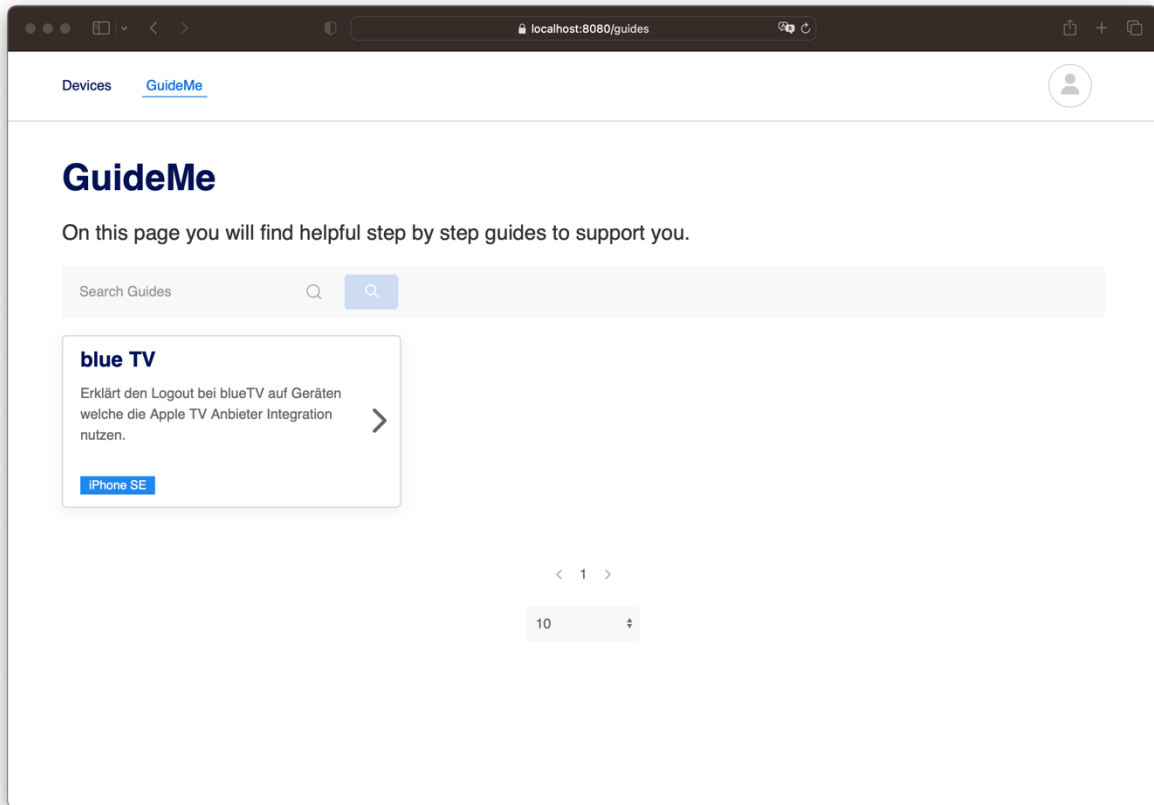 localhost:8080/guides
Devices
GuideMe
GuideMe
On this page you will find helpful step by step guides to support you.
Search Guides
blue TV
Erklärt den Logout bei blueTV auf Geräten
welche die Apple TV Anbieter Integration
nutzen.
iPhone SE
1
10